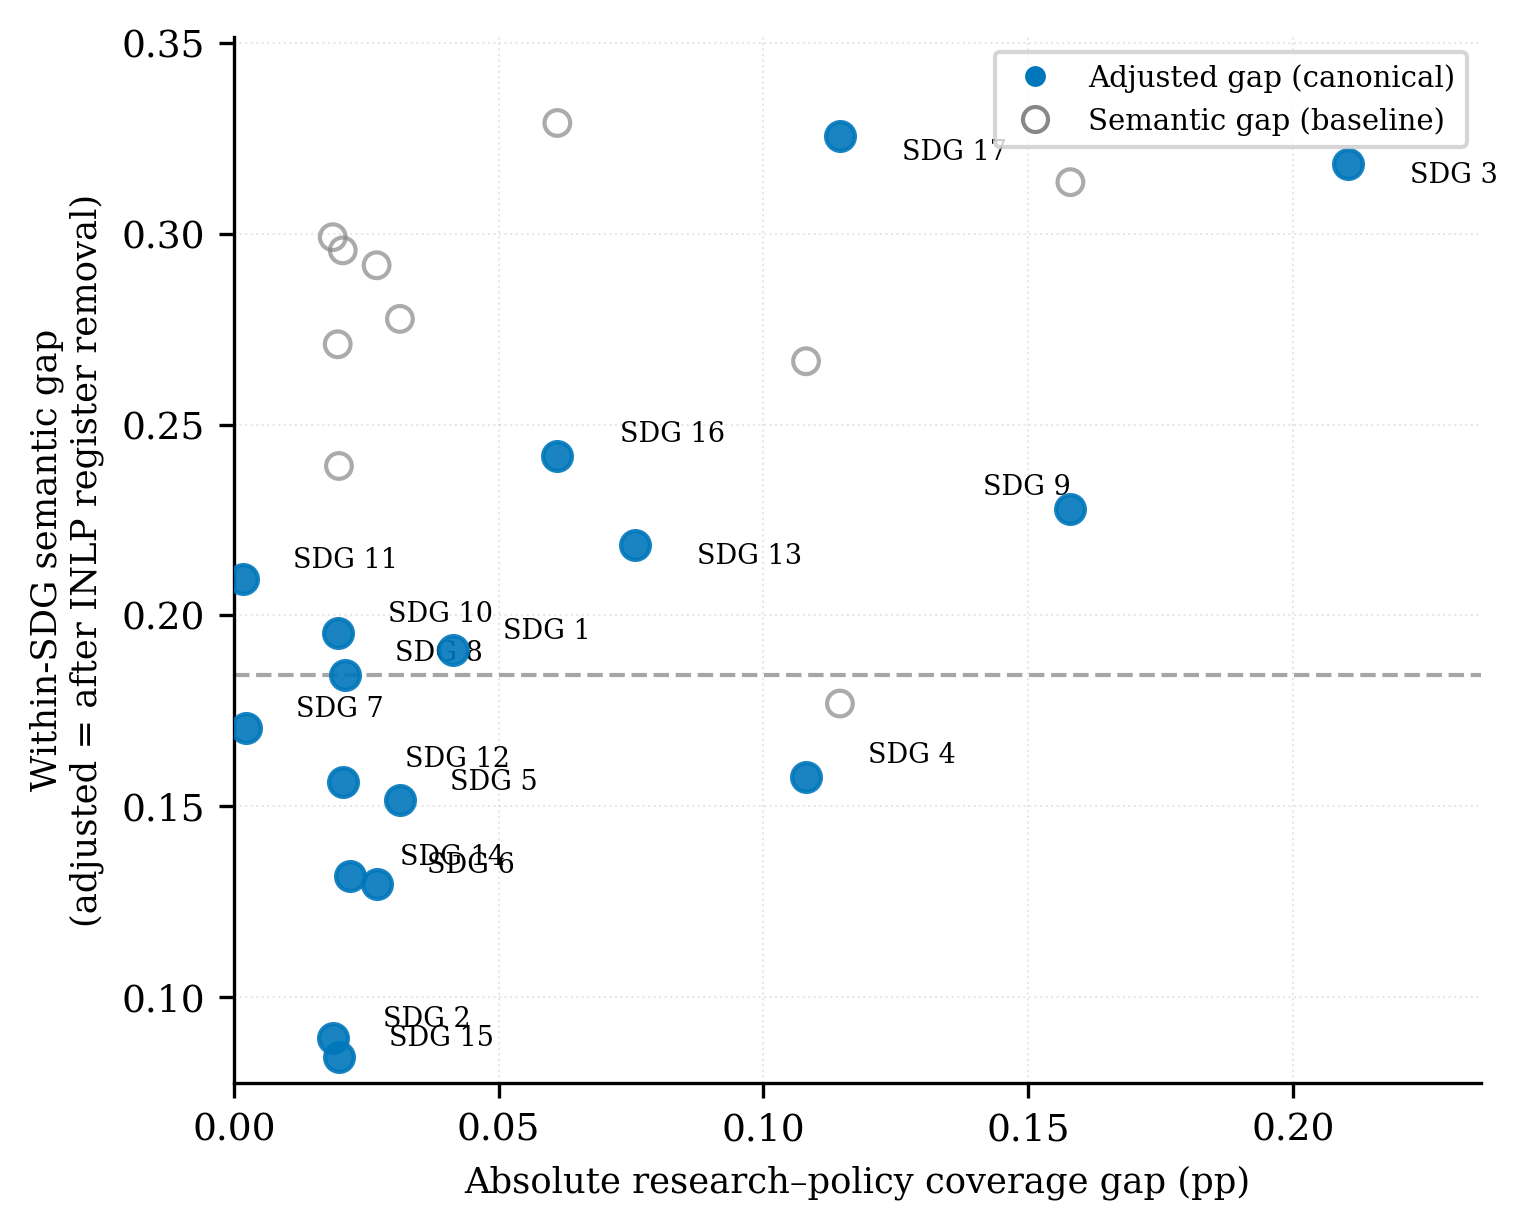 0.35
0.30
0.25
0.20
0.15
0.10
Within-SDG semantic gap
(adjusted = after INLP register removal)
Adjusted gap (canonical)
Semantic gap (baseline)
SDG 17
SDG 3
SDG 16
SDG 9
SDG 13
SDG 11
SDG 10
SDG 1
SDG 8
SDG 7
SDG 4
SDG 12
SDG 5
SDG 14
SDG 6
SDG 2
SDG 15
0.00
0.05
0.10
0.15
0.20
Absolute research–policy coverage gap (pp)